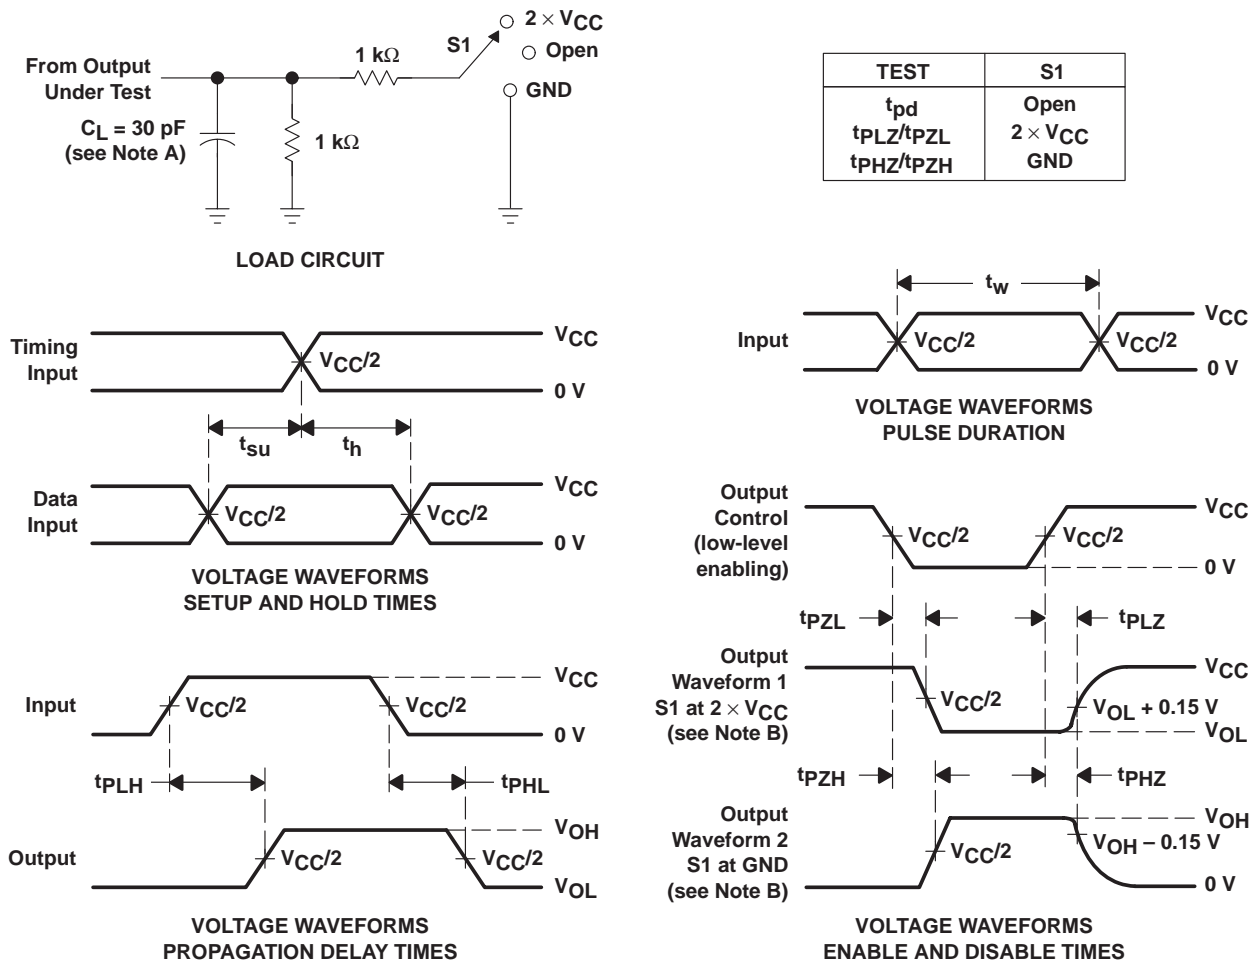 2 × VCC
S1
Open
1 kΩ
From Output
Under Test
GND
CL = 30 pF
(see Note A)
1 kΩ
LOAD CIRCUIT
TEST S1
tpd Open
tPLZ/tPZL 2 × VCC
tPHZ/tPZH GND
Timing
Input
VCC
VCC/2
0 V
tsu
th
Data
Input
VCC
VCC/2
VCC/2
0 V
VOLTAGE WAVEFORMS
SETUP AND HOLD TIMES
tw
Input
VCC
VCC/2
VCC/2
0 V
VOLTAGE WAVEFORMS
PULSE DURATION
Input
VCC
VCC/2
VCC/2
0 V
tPLH
tPHL
Output
VOH
VCC/2
VCC/2
VOL
VOLTAGE WAVEFORMS
PROPAGATION DELAY TIMES
Output
Control
(low-level
enabling)
VCC
VCC/2
VCC/2
0 V
tPZL
tPLZ
Output
Waveform 1
S1 at 2 × VCC
(see Note B)
VCC
VCC/2
VOL + 0.15 V
VOL
tPZH
tPHZ
Output
Waveform 2
S1 at GND
(see Note B)
VOH
VCC/2
VOH − 0.15 V
0 V
VOLTAGE WAVEFORMS
ENABLE AND DISABLE TIMES